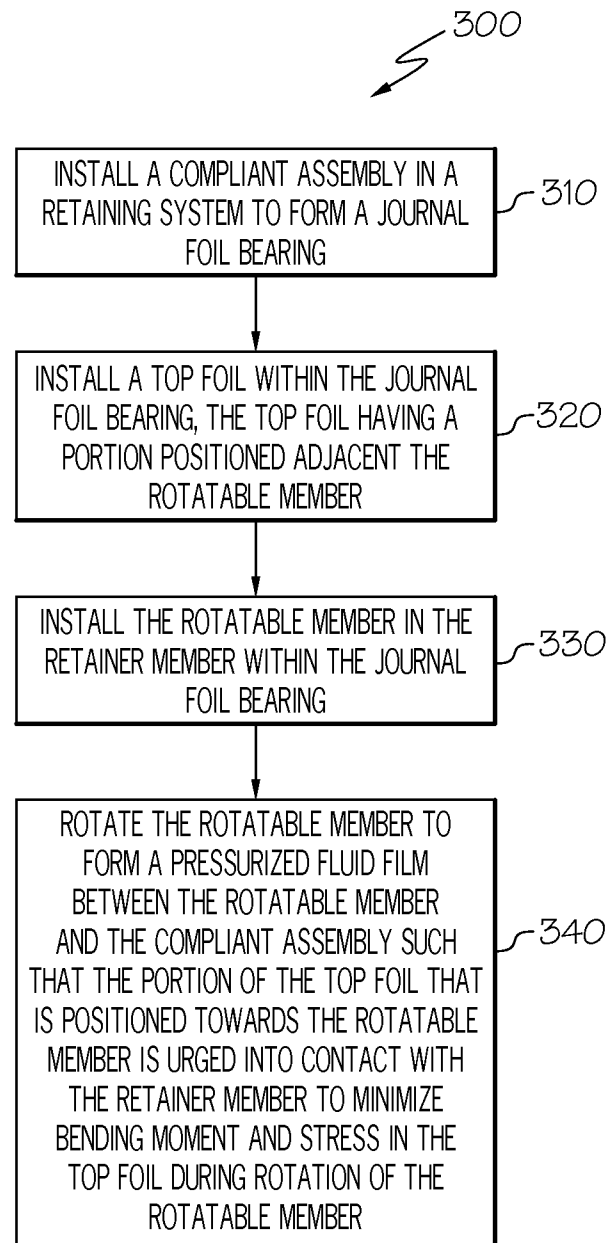 300
INSTALL A COMPLIANT ASSEMBLY IN A
RETAINING SYSTEM TO FORM A JOURNAL
FOIL BEARING
310
INSTALL A TOP FOIL WITHIN THE JOURNAL
FOIL BEARING, THE TOP FOIL HAVING A
PORTION POSITIONED ADJACENT THE
ROTATABLE MEMBER
320
INSTALL THE ROTATABLE MEMBER IN THE
RETAINER MEMBER WITHIN THE JOURNAL
FOIL BEARING
330
ROTATE THE ROTATABLE MEMBER TO
FORM A PRESSURIZED FLUID FILM
BETWEEN THE ROTATABLE MEMBER
AND THE COMPLIANT ASSEMBLY SUCH
THAT THE PORTION OF THE TOP FOIL THAT
IS POSITIONED TOWARDS THE ROTATABLE
MEMBER IS URGED INTO CONTACT WITH
THE RETAINER MEMBER TO MINIMIZE
BENDING MOMENT AND STRESS IN THE
TOP FOIL DURING ROTATION OF THE
ROTATABLE MEMBER
340